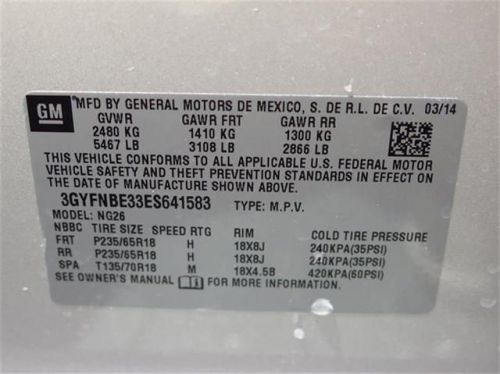 GM MFD BY GENERAL MOTORS DE MEXICO, S. DE R.L. DE C.V. 03/14
GVWR GAWR FRT GAWR RR
2480 KG 1410 KG 1300 KG
5467 LB 3108 LB 2866 LB
THIS VEHICLE CONFORMS TO ALL APPLICABLE U.S. FEDERAL MOTOR
VEHICLE SAFETY AND THEFT PREVENTION STANDARDS IN EFFECT ON
THE DATE OF MANUFACTURE SHOWN ABOVE.
3GYFNBE33ES641583 TYPE: M.P.V.
MODEL: NG26
NBBC TIRE SIZE SPEED RTG RIM COLD TIRE PRESSURE
FRT P235/65R18 H 18X8J 240KPA(35PSI)
RR P235/65R18 H 18X8J 240KPA(35PSI)
SPA T135/70R18 M 18X4.5B 420KPA(60PSI)
SEE OWNER'S MANUAL FOR MORE INFORMATION.